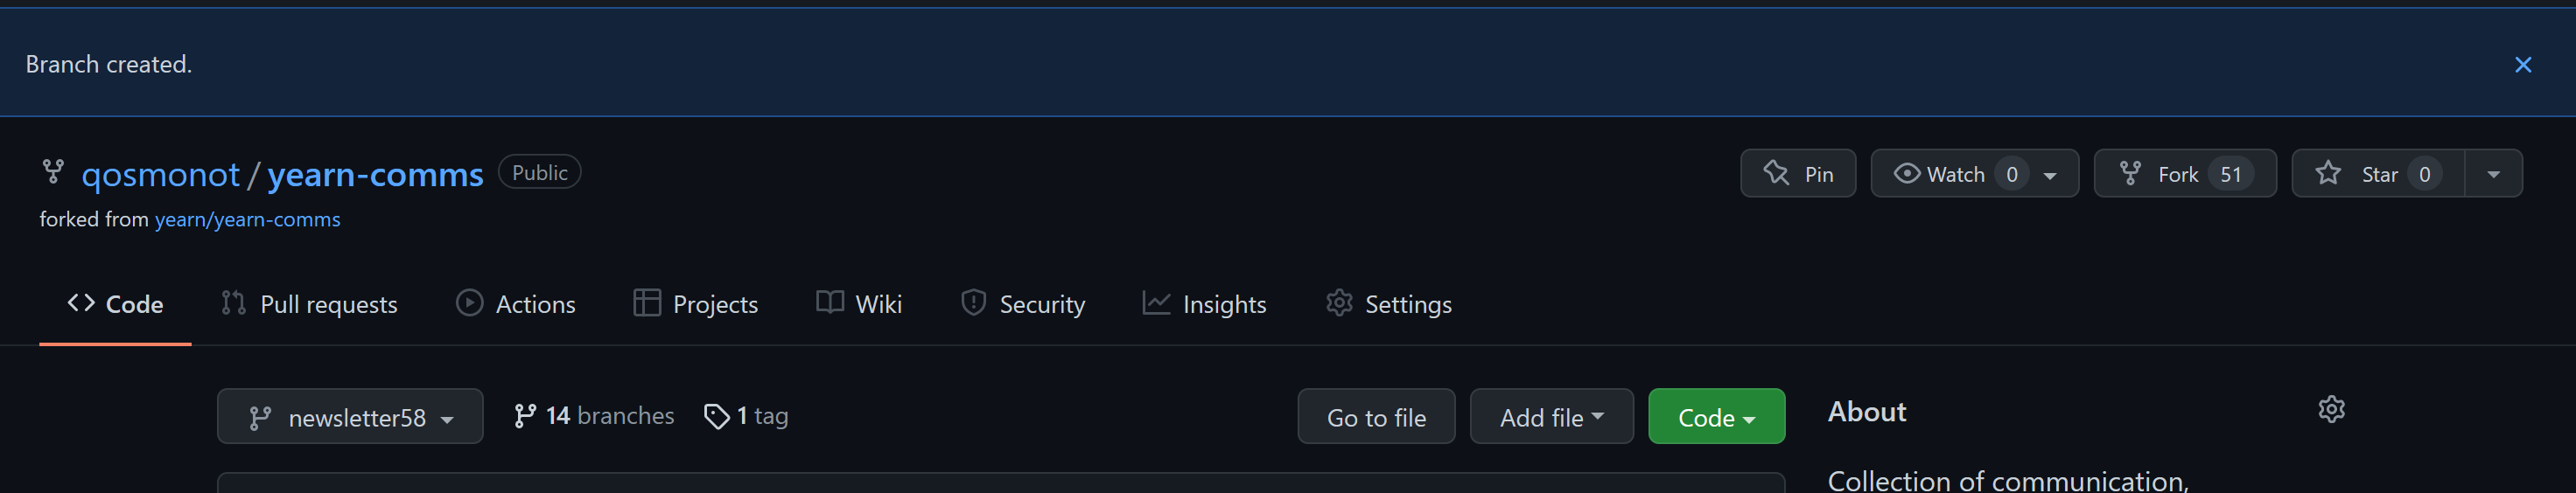 Branch created.
qosmonot / yearn-comms Public
Pin
Watch 0
Fork 51
Star 0
forked from yearn/yearn-comms
Code Pull requests Actions Projects Wiki Security Insights Settings
newsletter58 14 branches 1 tag Go to file Add file Code About
Collection of communication,